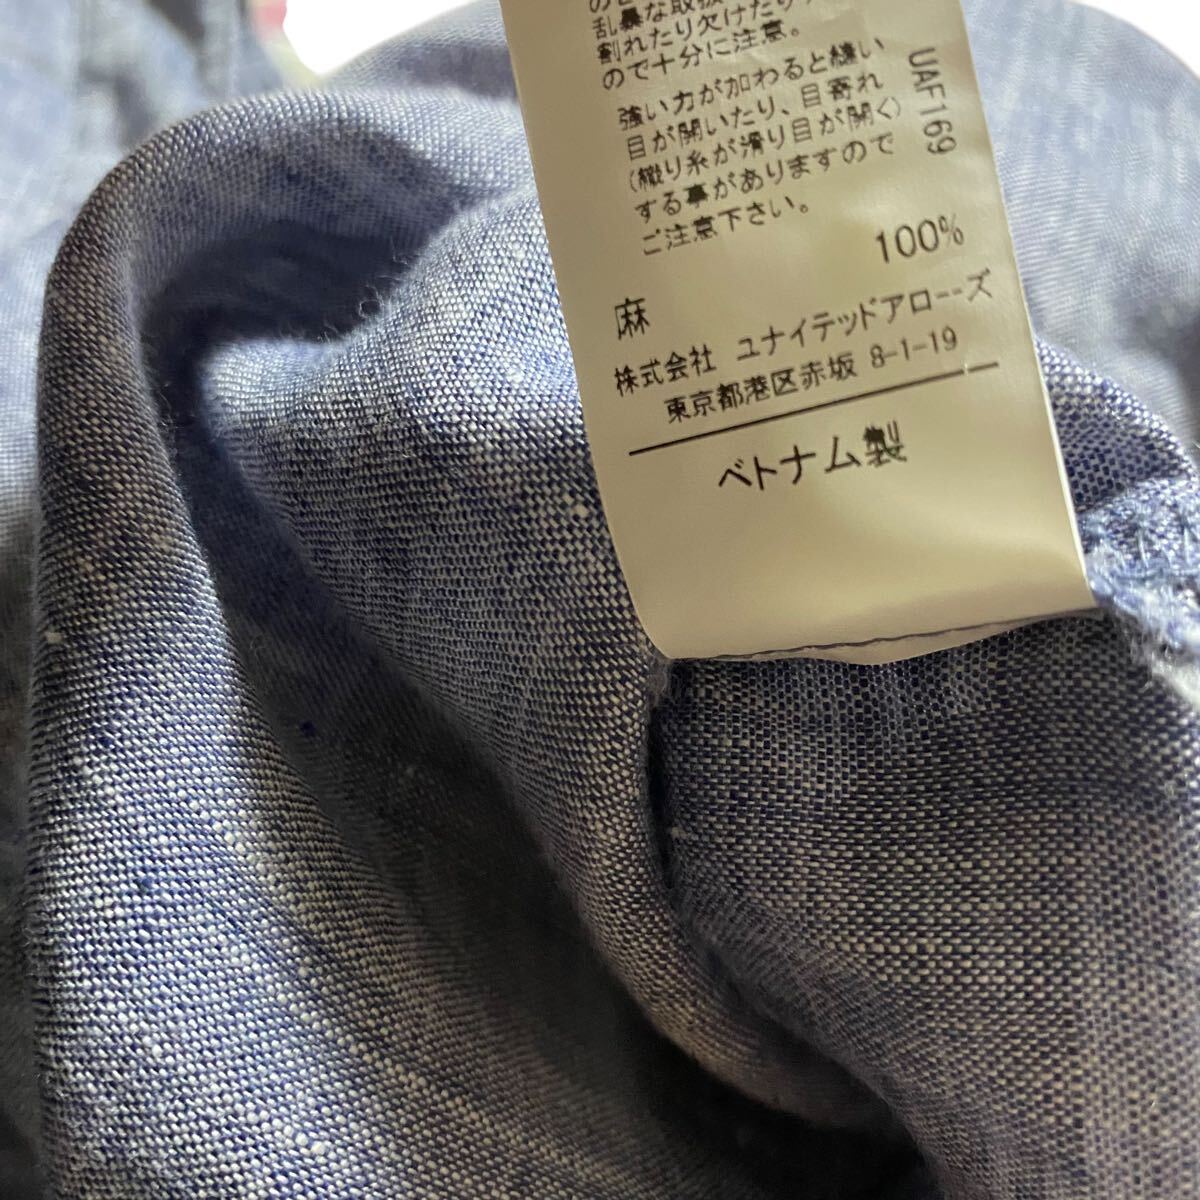 乱暴な取扱
割れたり欠けたり
ので十分に注意。
強い力が加わると縫い
目が開いたり、目寄れ
(織り糸が滑り目が開く)
する事がありますので
ご注意下さい。
UAF169
麻 100%
株式会社 ユナイテッドアローズ
東京都港区赤坂 8-1-19
ベトナム製